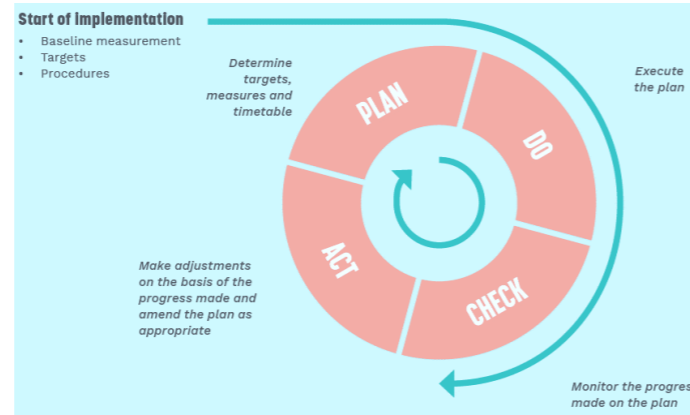 Start of Implementation
• Baseline measurement
• Targets
• Procedures
Determine
targets,
measures and
timetable
Execute
the plan
PLAN
DO
ACT
CHECK
Make adjustments
on the basis of the
progress made and
amend the plan as
appropriate
Monitor the progres
made on the plan